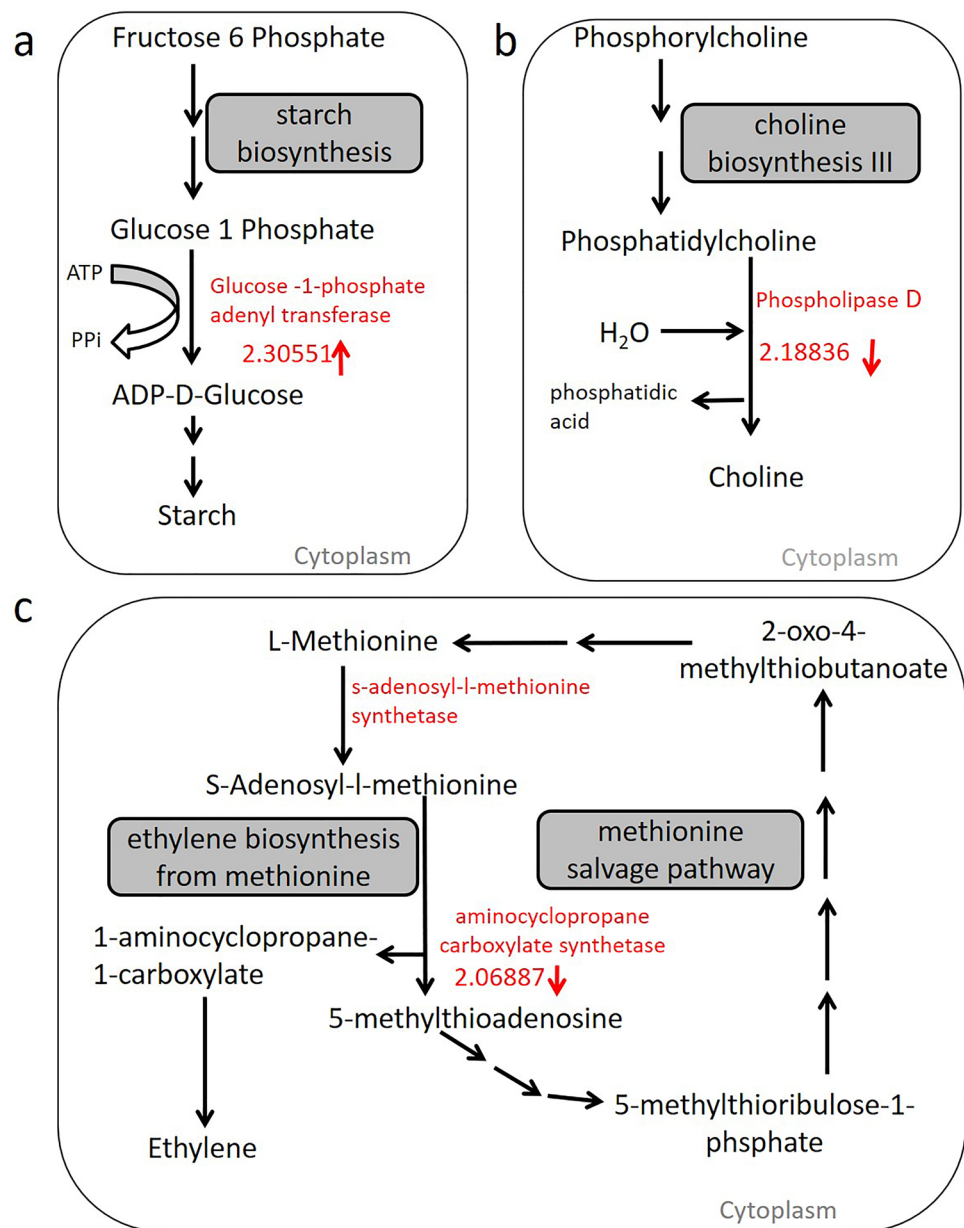 a
Fructose 6 Phosphate
starch
biosynthesis
Glucose 1 Phosphate
ATP
PPi
Glucose -1-phosphate
adenyl transferase
2.30551
ADP-D-Glucose
Starch
Cytoplasm
b
Phosphorylcholine
choline
biosynthesis III
Phosphatidylcholine
Phospholipase D
H₂O
2.18836
phosphatidic
acid
Choline
Cytoplasm
c
L-Methionine
2-oxo-4-
methylthiobutanoate
s-adenosyl-l-methionine
synthetase
S-Adenosyl-l-methionine
ethylene biosynthesis
from methionine
methionine
salvage pathway
aminocyclopropane
carboxylate synthetase
2.06887
1-aminocyclopropane-
1-carboxylate
5-methylthioadenosine
5-methylthioribulose-1-
phsphate
Ethylene
Cytoplasm